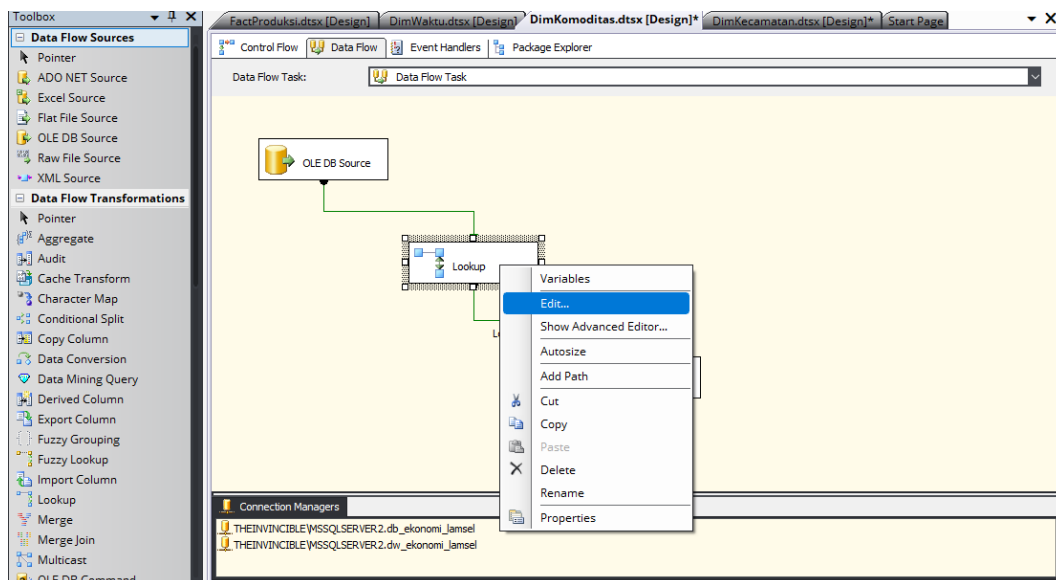 Toolbox
Data Flow Sources
Pointer
ADO NET Source
Excel Source
Flat File Source
OLE DB Source
Raw File Source
XML Source
Data Flow Transformations
Pointer
Aggregate
Audit
Cache Transform
Character Map
Conditional Split
Copy Column
Data Conversion
Data Mining Query
Derived Column
Export Column
Fuzzy Grouping
Fuzzy Lookup
Import Column
Lookup
Merge
Merge Join
Multicast
OLE DB Command
FactProduksi.dtsx [Design] DimWaktu.dtsx [Design] DimKomoditas.dtsx [Design]* DimKecamatan.dtsx [Design]* Start Page
Control Flow Data Flow Event Handlers Package Explorer
Data Flow Task: Data Flow Task
OLE DB Source
Lookup
Variables
Edit...
Show Advanced Editor...
Autosize
Add Path
Cut
Copy
Paste
Delete
Rename
Properties
Connection Managers
THEINVINCIBLE\MSSQLSERVER2.db_ekonomi_lamsel
THEINVINCIBLE\MSSQLSERVER2.dw_ekonomi_lamsel